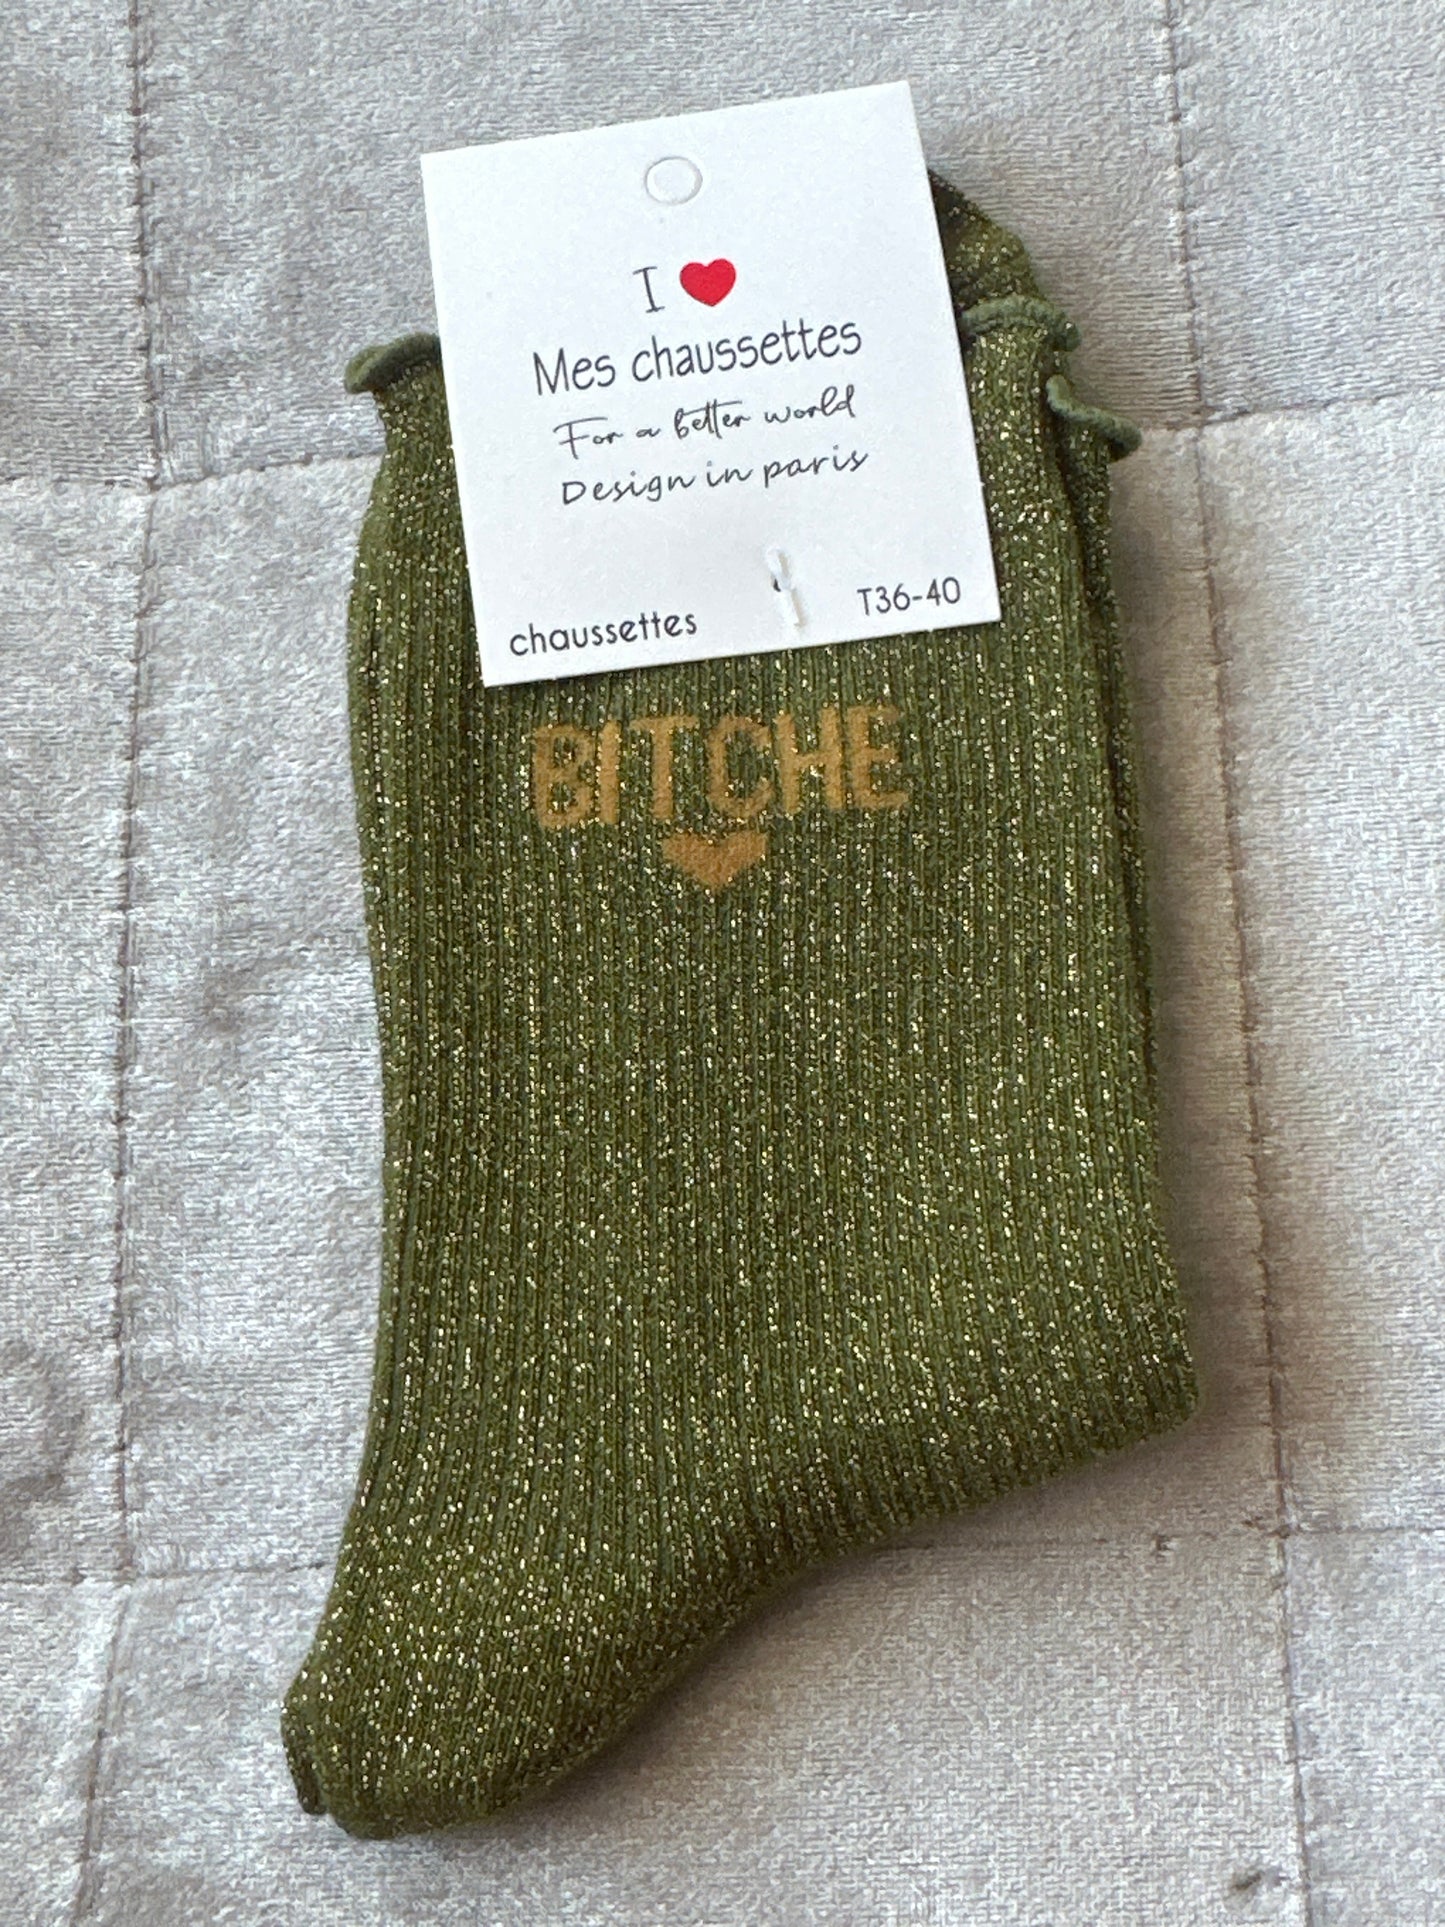 I
Mes chaussettes
For a better world
Design in paris
chaussettes T36-40
BITCHE